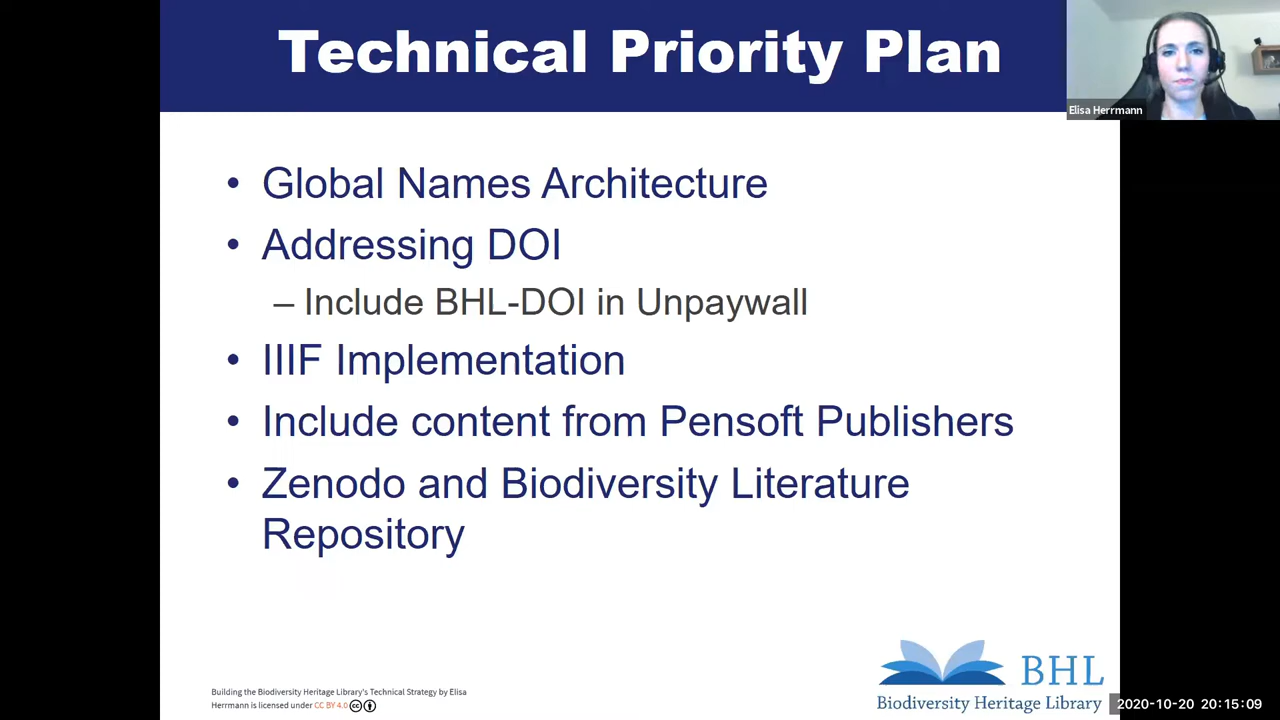 Technical Priority Plan
Elisa Herrmann
• Global Names Architecture
• Addressing DOI
– Include BHL-DOI in Unpaywall
• IIIF Implementation
• Include content from Pensoft Publishers
• Zenodo and Biodiversity Literature
Repository
Building the Biodiversity Heritage Library's Technical Strategy by Elisa
Herrmann is licensed under CC BY 4.0
BHL
Biodiversity Heritage Library
2020-10-20 20:15:09